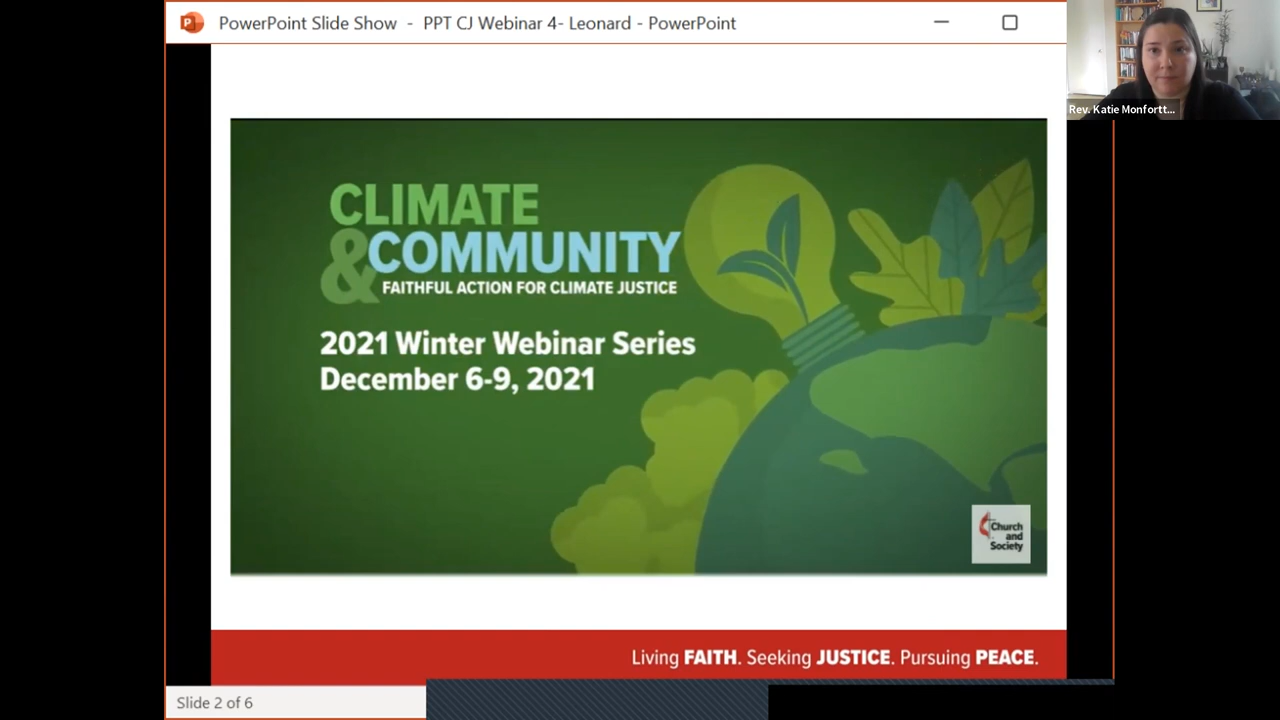 PowerPoint Slide Show - PPT CJ Webinar 4- Leonard - PowerPoint
Rev. Katie Monfortt...
CLIMATE
& COMMUNITY
FAITHFUL ACTION FOR CLIMATE JUSTICE
2021 Winter Webinar Series
December 6-9, 2021
Church
and
Society
Living FAITH. Seeking JUSTICE. Pursuing PEACE.
Slide 2 of 6